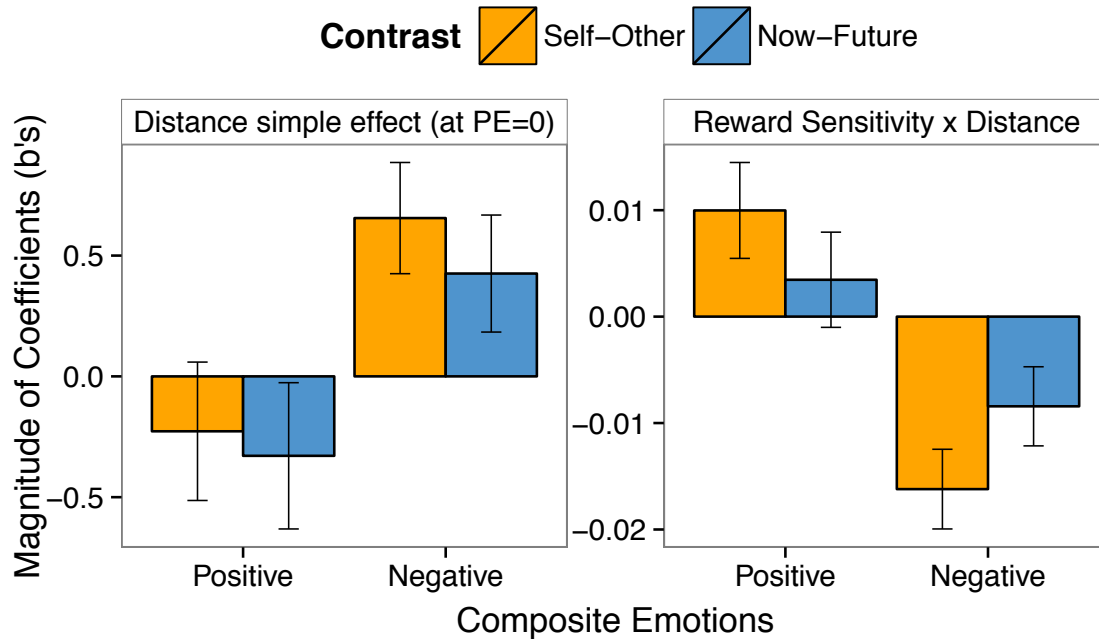 Contrast Self−Other Now−Future
Distance simple effect (at PE=0)
Reward Sensitivity x Distance
Magnitude of Coefficients (b's)
0.5
0.0
−0.5
0.01
0.00
−0.01
−0.02
Positive Negative
Positive Negative
Composite Emotions